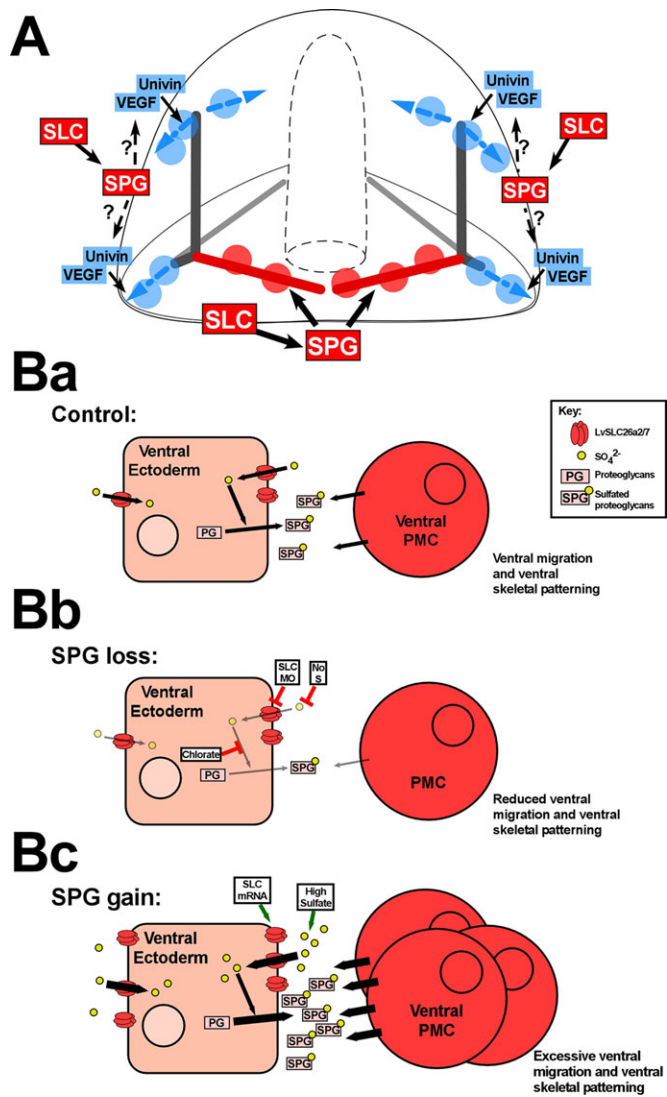 A
Univin
VEGF
Univin
VEGF
SLC
SLC
?
?
SPG
SPG
?
?
Univin
VEGF
Univin
VEGF
SLC
SPG
Ba
Control:
Ventral
Ectoderm
PG
SPG
SPG
SPG
Ventral
PMC
Key:
LvSLC26a2/7
SO₄²⁻
PG
Proteoglycans
SPG
Sulfated
proteoglycans
Ventral migration
and ventral
skeletal patterning
Bb
SPG loss:
SLC
MO
No
S
Ventral
Ectoderm
Chlorate
PG
SPG
PMC
Reduced ventral
migration and ventral
skeletal patterning
Bc
SPG gain:
SLC
mRNA
High
Sulfate
Ventral
Ectoderm
PG
SPG
SPG
SPG
SPG
SPG
SPG
Ventral
PMC
Excessive ventral
migration and ventral
skeletal patterning